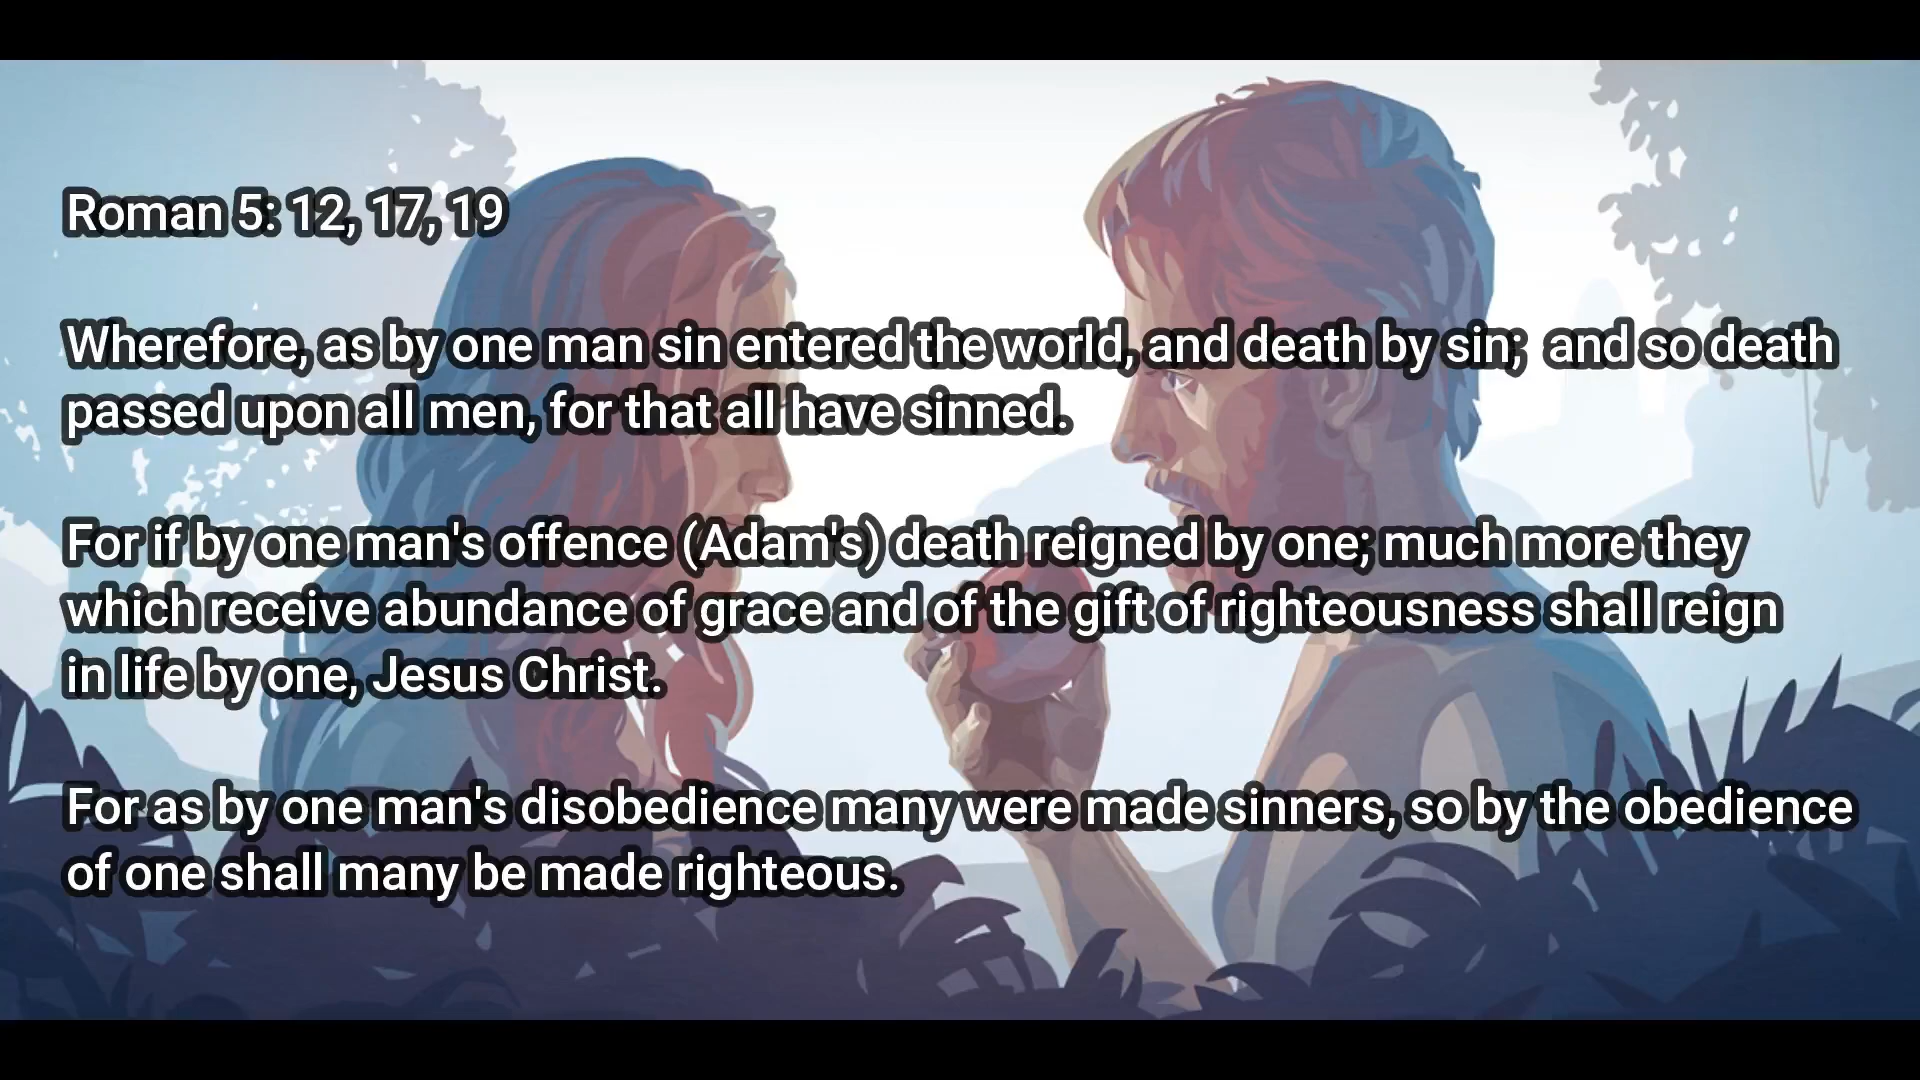 Roman 5: 12, 17, 19
Wherefore, as by one man sin entered the world, and death by sin;  and so death
passed upon all men, for that all have sinned.
For if by one man's offence (Adam's) death reigned by one; much more they
which receive abundance of grace and of the gift of righteousness shall reign
in life by one, Jesus Christ.
For as by one man's disobedience many were made sinners, so by the obedience
of one shall many be made righteous.